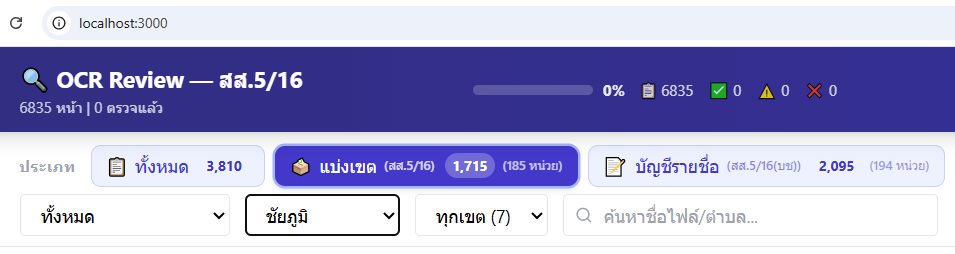 localhost:3000
OCR Review — สส.5/16
6835 หน้า | 0 ตรวจแล้ว
0% 6835 0 0 0
ประเภท ทั้งหมด 3,810 แบ่งเขต (สส.5/16) 1,715 (185 หน่วย) บัญชีรายชื่อ (สส.5/16(บช)) 2,095 (194 หน่วย)
ทั้งหมด ชัยภูมิ ทุกเขต (7) ค้นหาชื่อไฟล์/ตำบล...